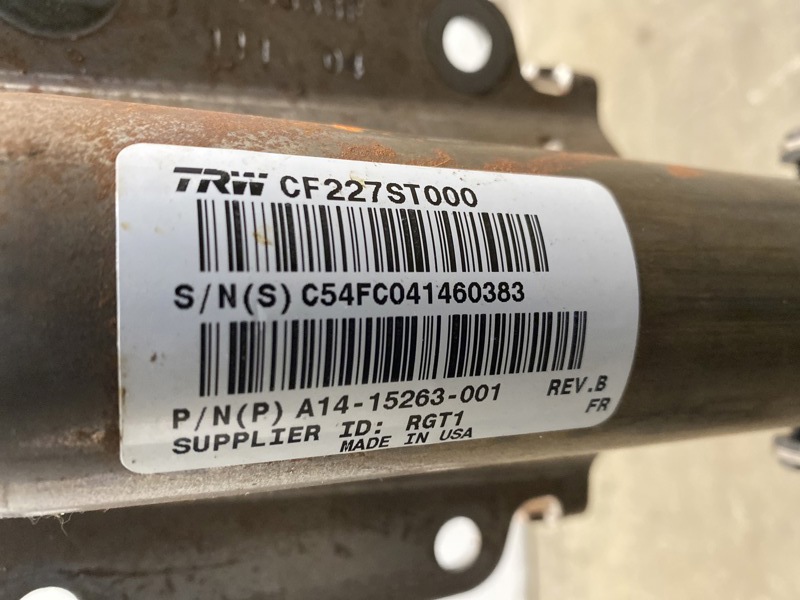 TRW CF227ST000
S/N(S) C54FC041460383
P/N(P) A14-15263-001 REV.B
SUPPLIER ID: RGT1 FR
MADE IN USA